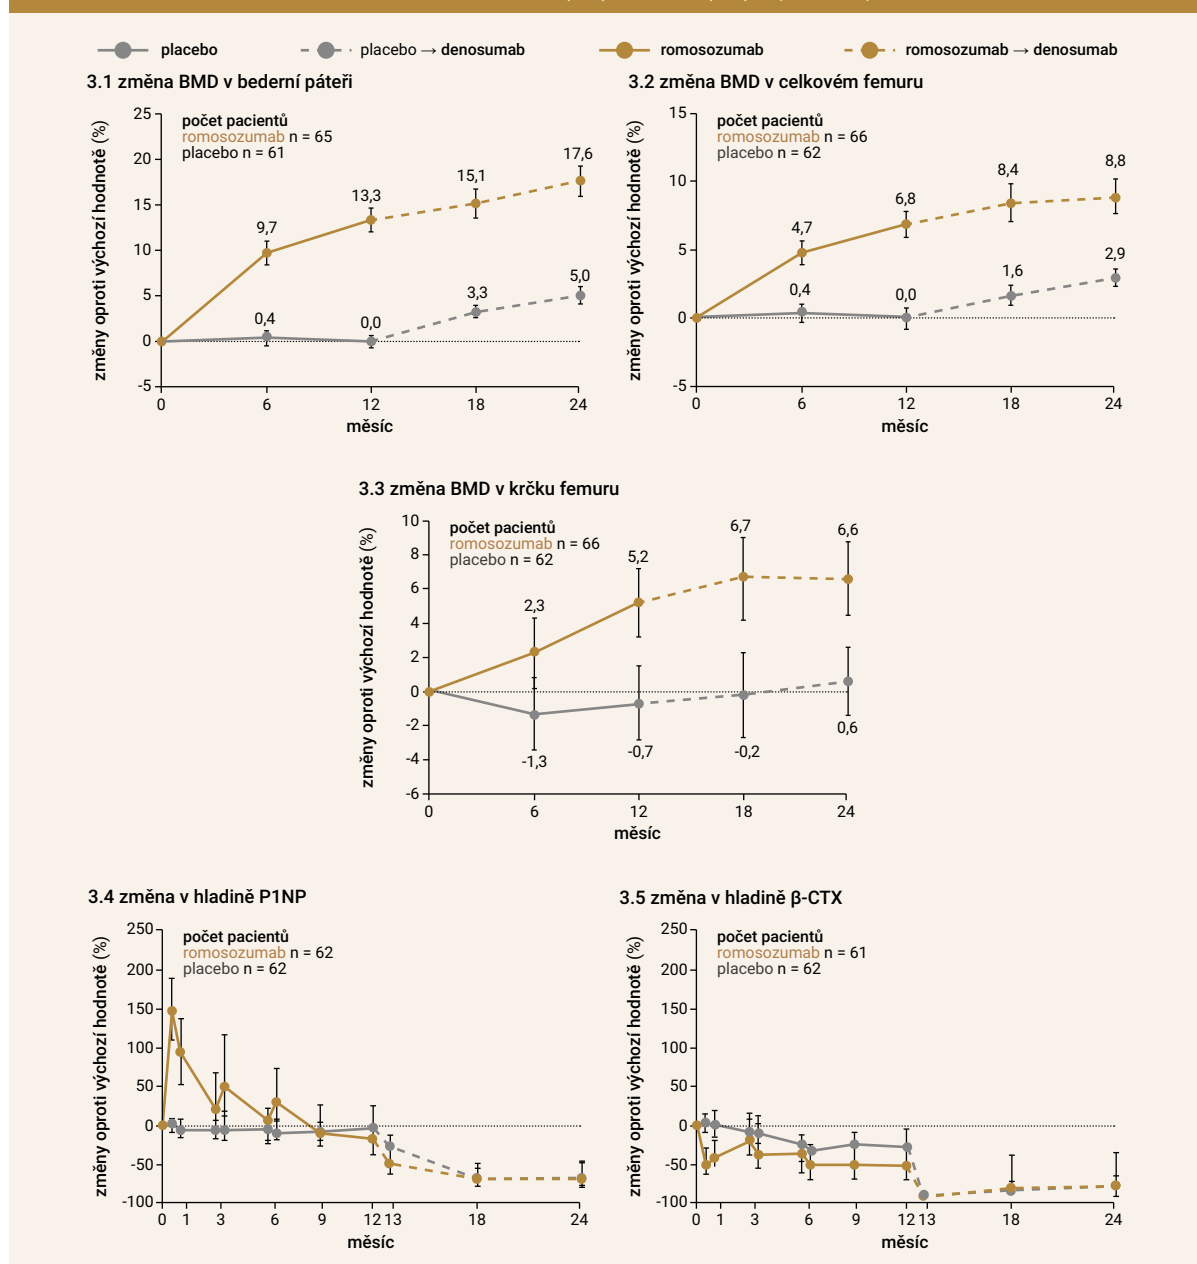 placebo
placebo → denosumab
romosozumab
romosozumab → denosumab
3.1 změna BMD v bederní páteři
změny oproti výchozí hodnotě (%)
25
20
15
10
5
0
-5
počet pacientů
romosozumab n = 65
placebo n = 61
9,7
13,3
15,1
17,6
0,4
0,0
3,3
5,0
0 6 12 18 24
měsíc
3.2 změna BMD v celkovém femuru
změny oproti výchozí hodnotě (%)
15
10
5
0
-5
počet pacientů
romosozumab n = 66
placebo n = 62
4,7
6,8
8,4
8,8
0,4
0,0
1,6
2,9
0 6 12 18 24
měsíc
3.3 změna BMD v krčku femuru
změny oproti výchozí hodnotě (%)
10
8
6
4
2
0
-2
-4
-6
počet pacientů
romosozumab n = 66
placebo n = 62
2,3
5,2
6,7
6,6
-1,3
-0,7
-0,2
0,6
0 6 12 18 24
měsíc
3.4 změna v hladině P1NP
změny oproti výchozí hodnotě (%)
250
200
150
100
50
0
-50
-100
počet pacientů
romosozumab n = 62
placebo n = 62
0 1 3 6 9 12 13 18 24
měsíc
3.5 změna v hladině β-CTX
změny oproti výchozí hodnotě (%)
250
200
150
100
50
0
-50
-100
počet pacientů
romosozumab n = 61
placebo n = 62
0 1 3 6 9 12 13 18 24
měsíc